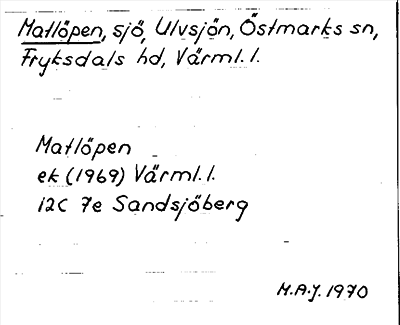 Matlöpen, sjö, Ulvsjön, Östmarks sn,
Fryksdals hd, Värml. l.
Matlöpen
ek (1969) Värml. l.
12C 7e Sandsjöberg
M.A.J. 1970